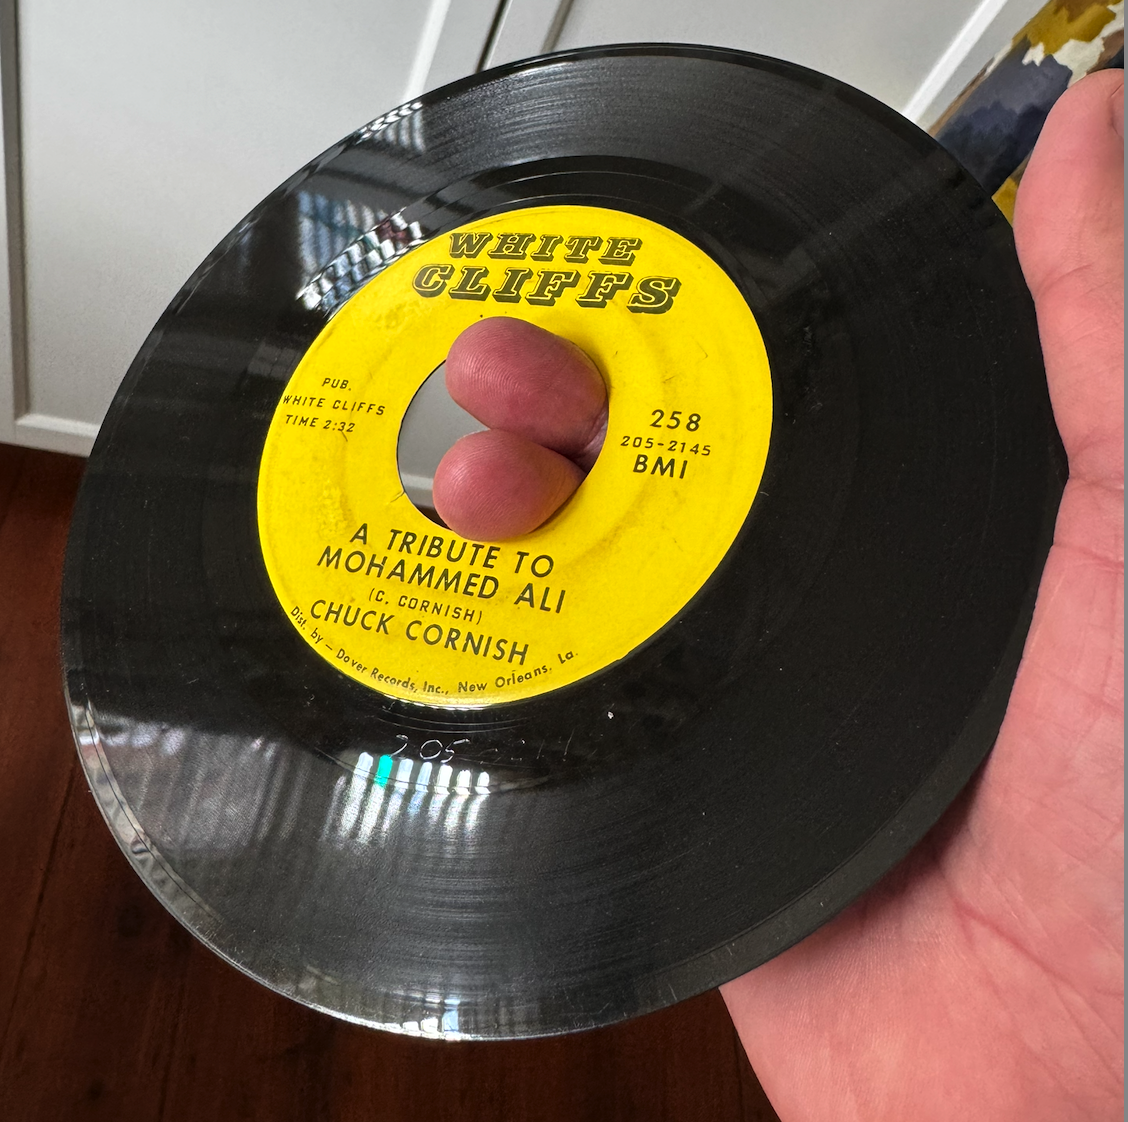 WHITE
CLIFFS
PUB.
WHITE CLIFFS
TIME 2:32
258
205-2145
BMI
A TRIBUTE TO
MOHAMMED ALI
(C. CORNISH)
CHUCK CORNISH
Dist. by — Dover Records, Inc., New Orleans, La.
205